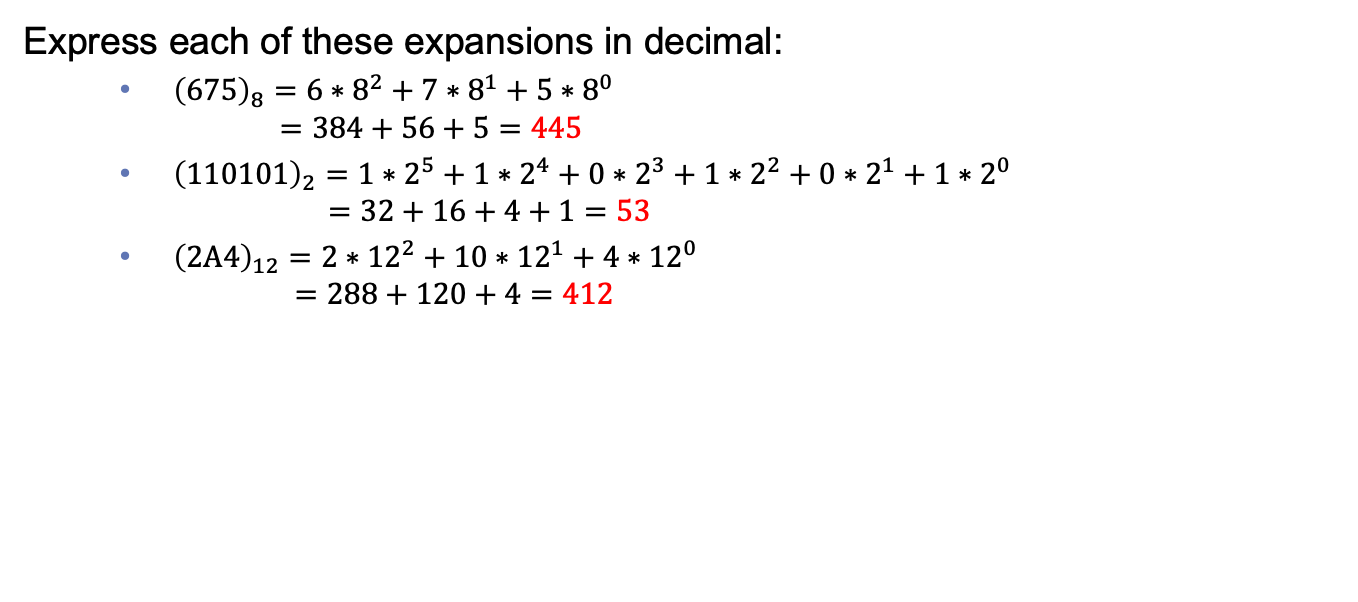 Express each of these expansions in decimal:
• (675)₈ = 6 ∗ 8² + 7 ∗ 8¹ + 5 ∗ 8⁰
= 384 + 56 + 5 = 445
• (110101)₂ = 1 ∗ 2⁵ + 1 ∗ 2⁴ + 0 ∗ 2³ + 1 ∗ 2² + 0 ∗ 2¹ + 1 ∗ 2⁰
= 32 + 16 + 4 + 1 = 53
• (2A4)₁₂ = 2 ∗ 12² + 10 ∗ 12¹ + 4 ∗ 12⁰
= 288 + 120 + 4 = 412